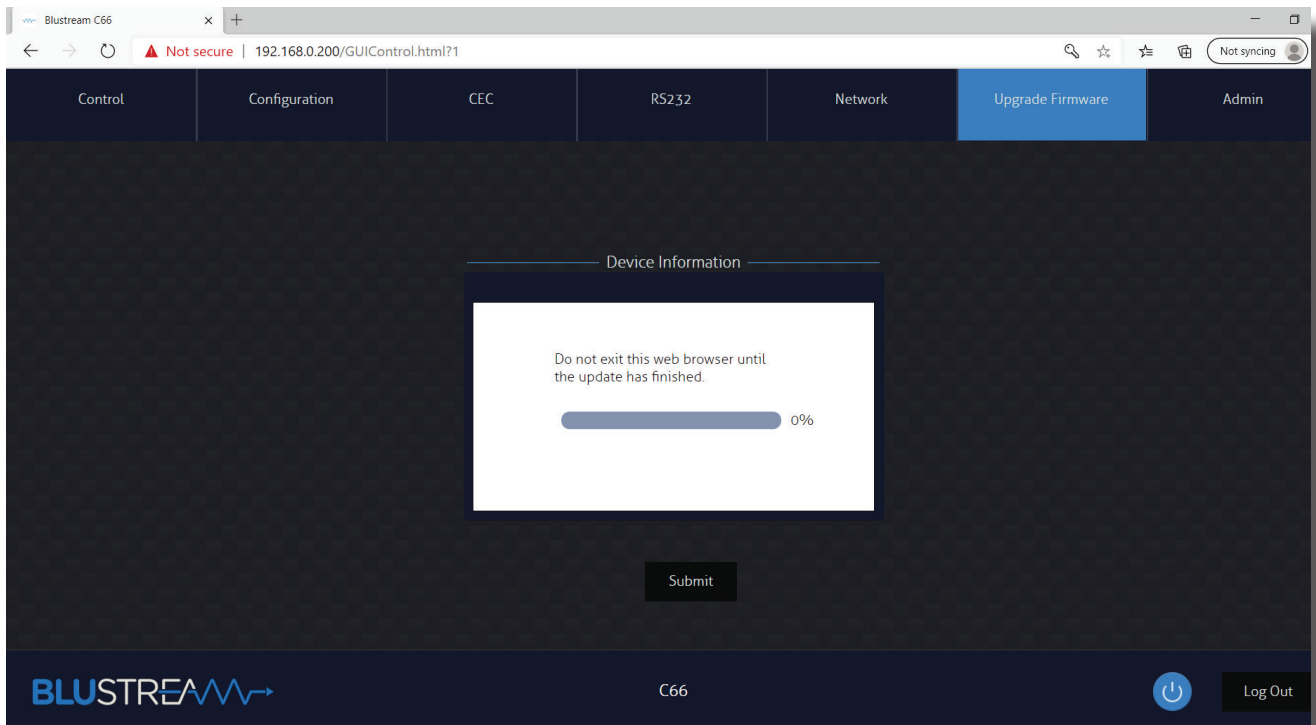 Blustream C66
Not secure | 192.168.0.200/GUIControl.html?1
Not syncing
Control
Configuration
CEC
RS232
Network
Upgrade Firmware
Admin
Device Information
Do not exit this web browser until
the update has finished.
0%
Submit
BLUSTREAM
C66
Log Out